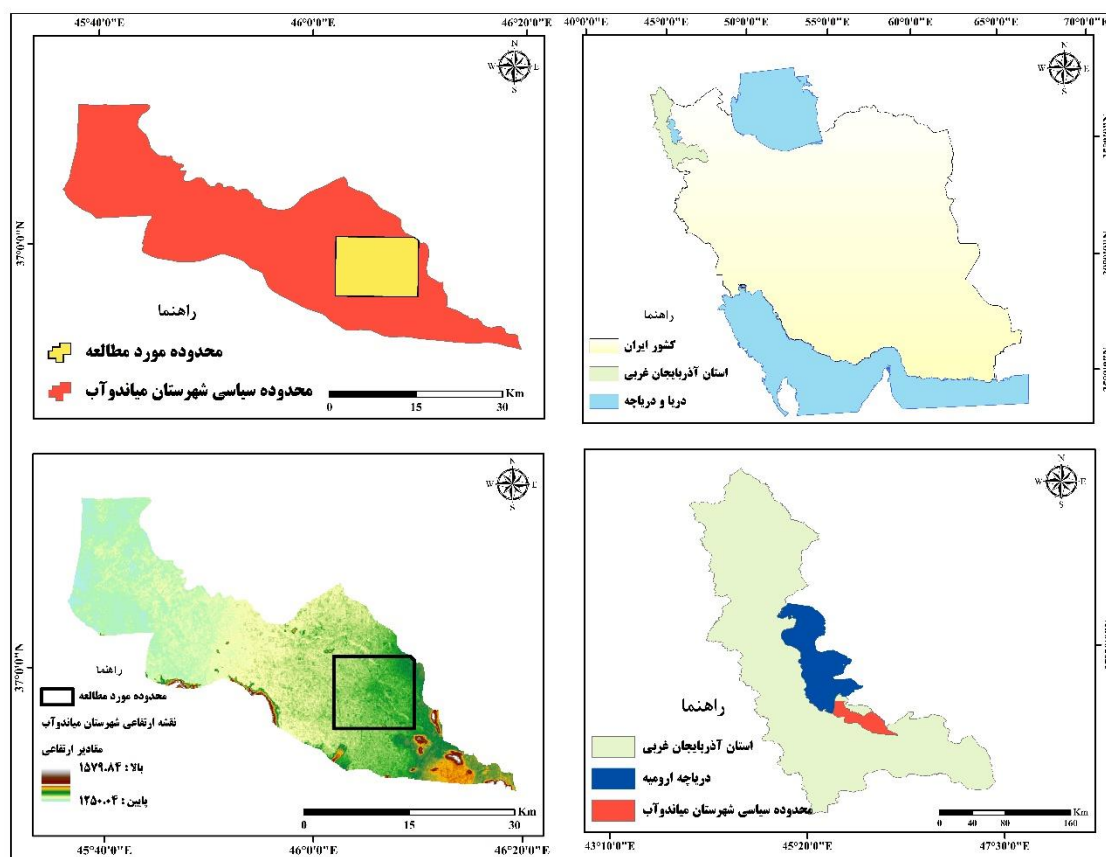 45°40'0"E
46°0'0"E
46°20'0"E
N
W
E
S
37°0'0"N
راهنما
محدوده مورد مطالعه
محدوده سیاسی شهرستان میاندوآب
0
15
30
Km
40°0'0"E
45°0'0"E
50°0'0"E
55°0'0"E
60°0'0"E
65°0'0"E
70°0'0"E
N
W
E
S
راهنما
کشور ایران
استان آذربایجان غربی
دریا و دریاچه
N
W
E
S
37°0'0"N
راهنما
محدوده مورد مطالعه
نقشه ارتفاعی شهرستان میاندوآب
مقادیر ارتفاعی
بالا : ۱۵۷۹.۸۴
پایین : ۱۲۵۰.۰۴
0
15
30
Km
45°40'0"E
46°0'0"E
46°20'0"E
N
W
E
S
راهنما
استان آذربایجان غربی
دریاچه ارومیه
محدوده سیاسی شهرستان میاندوآب
Km
0
40
80
160
43°10'0"E
45°20'0"E
47°30'0"E